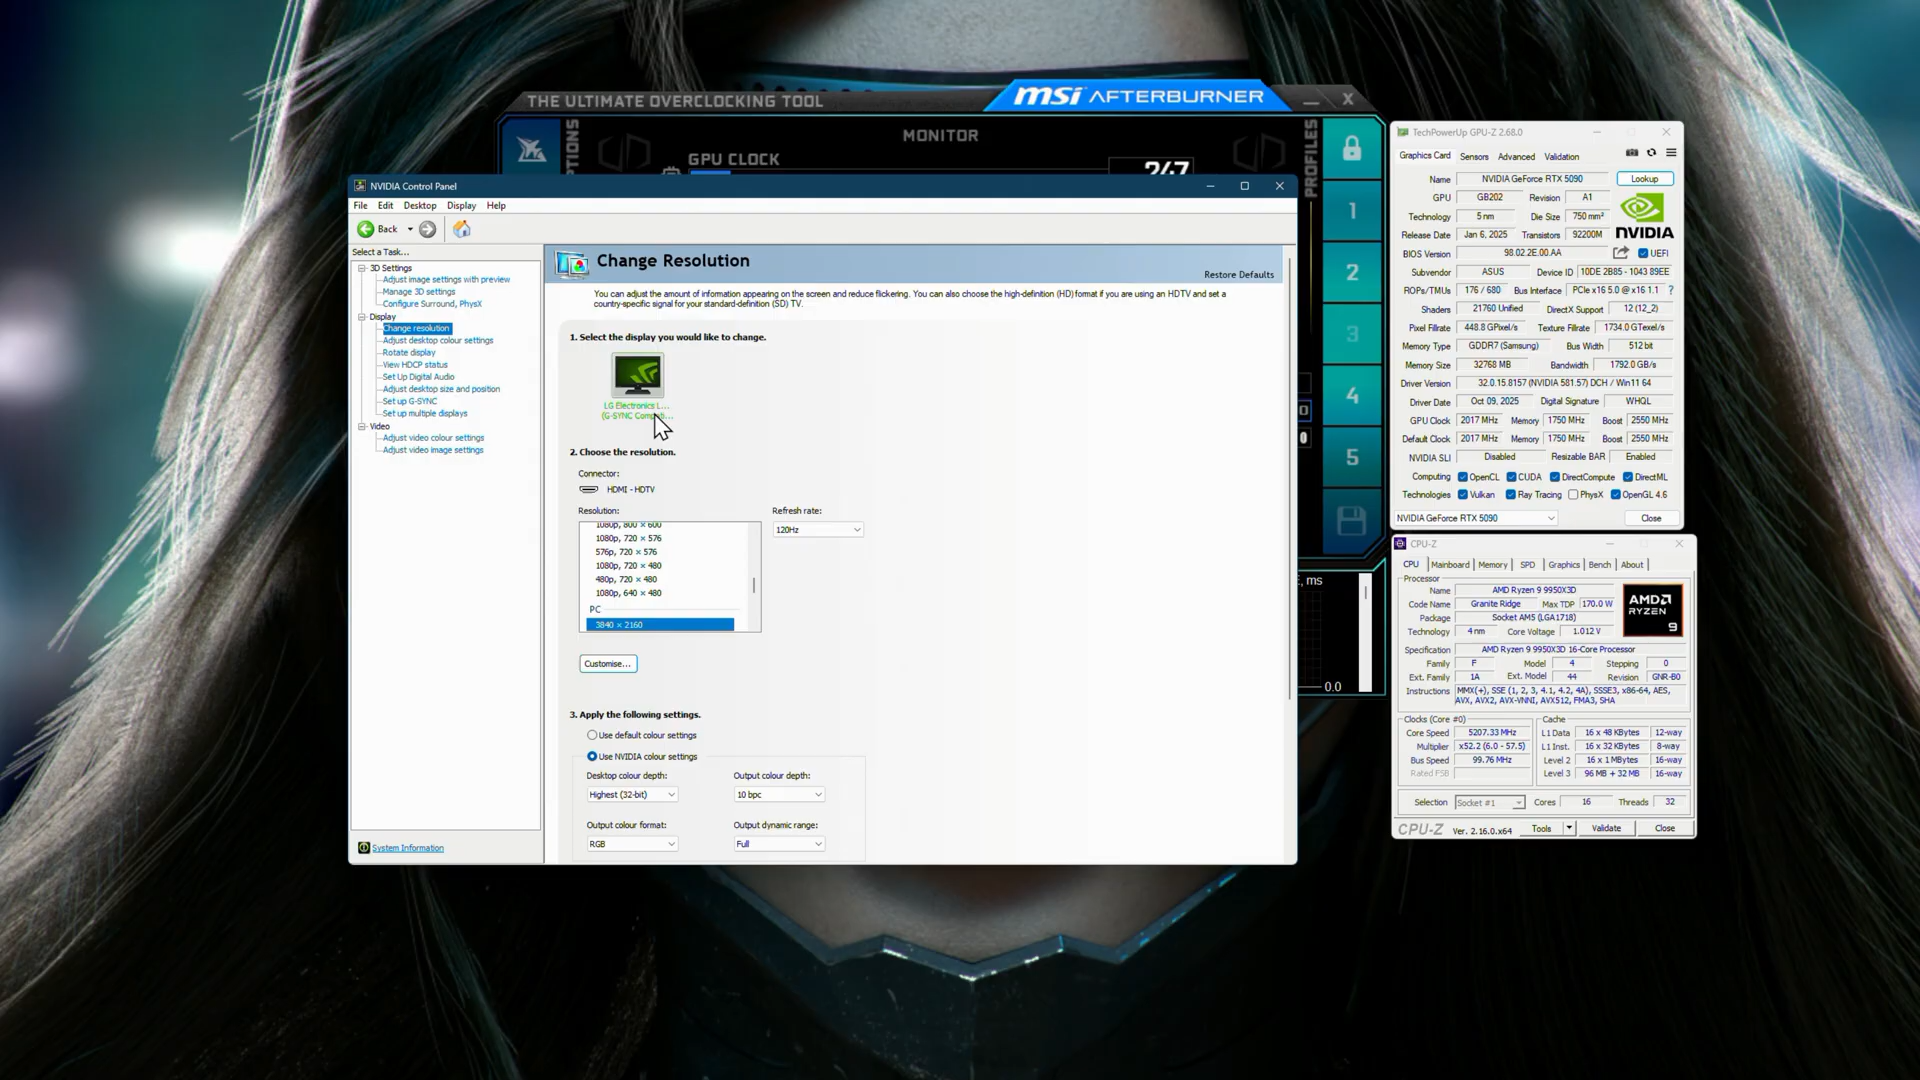 THE ULTIMATE OVERCLOCKING TOOL
msi AFTERBURNER
MONITOR
GPU CLOCK
PROFILES
1
2
3
4
5
0
0
ms
0.0
NVIDIA Control Panel
File Edit Desktop Display Help
Back
Select a Task...
3D Settings
Adjust image settings with preview
Manage 3D settings
Configure Surround, PhysX
Display
Change resolution
Adjust desktop colour settings
Rotate display
View HDCP status
Set Up Digital Audio
Adjust desktop size and position
Set up G-SYNC
Set up multiple displays
Video
Adjust video colour settings
Adjust video image settings
System Information
Change Resolution
Restore Defaults
You can adjust the amount of information appearing on the screen and reduce flickering. You can also choose the high-definition (HD) format if you are using an HDTV and set a
country-specific signal for your standard-definition (SD) TV.
1. Select the display you would like to change.
LG Electronics L...
(G-SYNC Compati...
2. Choose the resolution.
Connector:
HDMI - HDTV
Resolution:
Refresh rate:
120Hz
1080p, 800 × 600
1080p, 720 × 576
576p, 720 × 576
1080p, 720 × 480
480p, 720 × 480
1080p, 640 × 480
PC
3840 × 2160
Customise...
3. Apply the following settings.
Use default colour settings
Use NVIDIA colour settings
Desktop colour depth: Output colour depth:
Highest (32-bit) 10 bpc
Output colour format: Output dynamic range:
RGB Full
TechPowerUp GPU-Z 2.68.0
Graphics Card Sensors Advanced Validation
Name NVIDIA GeForce RTX 5090 Lookup
GPU GB202 Revision A1
Technology 5 nm Die Size 750 mm²
Release Date Jan 6, 2025 Transistors 92200M
NVIDIA
BIOS Version 98.02.2E.00.AA UEFI
Subvendor ASUS Device ID 10DE 2B85 - 1043 89EE
ROPs/TMUs 176 / 680 Bus Interface PCIe x16 5.0 @ x16 1.1 ?
Shaders 21760 Unified DirectX Support 12 (12_2)
Pixel Fillrate 448.8 GPixel/s Texture Fillrate 1734.0 GTexel/s
Memory Type GDDR7 (Samsung) Bus Width 512 bit
Memory Size 32768 MB Bandwidth 1792.0 GB/s
Driver Version 32.0.15.8157 (NVIDIA 581.57) DCH / Win11 64
Driver Date Oct 09, 2025 Digital Signature WHQL
GPU Clock 2017 MHz Memory 1750 MHz Boost 2550 MHz
Default Clock 2017 MHz Memory 1750 MHz Boost 2550 MHz
NVIDIA SLI Disabled Resizable BAR Enabled
Computing OpenCL CUDA DirectCompute DirectML
Technologies Vulkan Ray Tracing PhysX OpenGL 4.6
NVIDIA GeForce RTX 5090 Close
CPU-Z
CPU Mainboard Memory SPD Graphics Bench About
Processor
Name AMD Ryzen 9 9950X3D
Code Name Granite Ridge Max TDP 170.0 W
Package Socket AM5 (LGA1718)
Technology 4 nm Core Voltage 1.012 V
AMD
RYZEN
9
Specification AMD Ryzen 9 9950X3D 16-Core Processor
Family F Model 4 Stepping 0
Ext. Family 1A Ext. Model 44 Revision GNR-B0
Instructions MMX(+), SSE (1, 2, 3, 4.1, 4.2, 4A), SSSE3, x86-64, AES,
AVX, AVX2, AVX-VNNI, AVX512, FMA3, SHA
Clocks (Core #0) Cache
Core Speed 5207.33 MHz L1 Data 16 x 48 KBytes 12-way
Multiplier x52.2 (6.0 - 57.5) L1 Inst. 16 x 32 KBytes 8-way
Bus Speed 99.76 MHz Level 2 16 x 1 MBytes 16-way
Rated FSB Level 3 96 MB + 32 MB 16-way
Selection Socket #1 Cores 16 Threads 32
CPU-Z Ver. 2.16.0.x64 Tools Validate Close